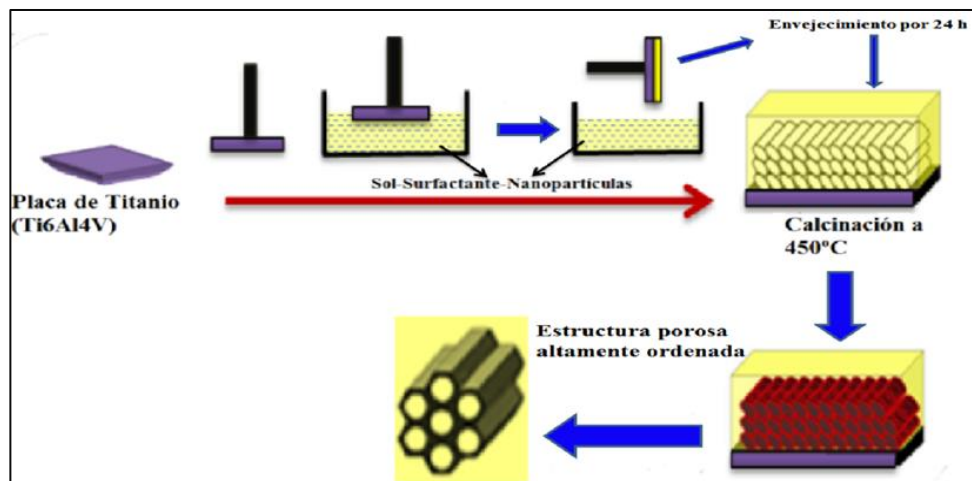 Envejecimiento por 24 h
Sol-Surfactante-Nanopartículas
Placa de Titanio
(Ti6Al4V)
Calcinación a
450ºC
Estructura porosa
altamente ordenada